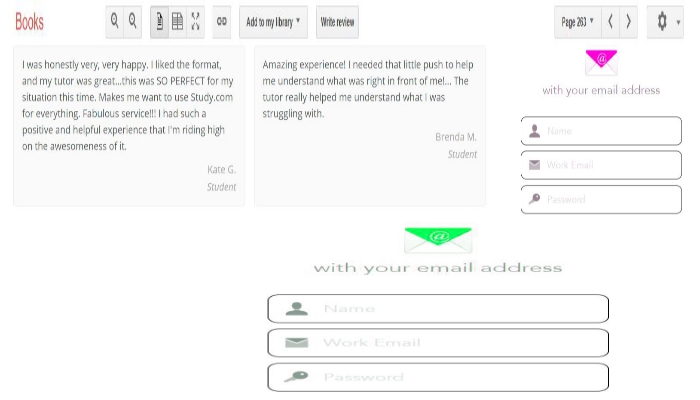 Books
Add to my library
Write review
Page 263
I was honestly very, very happy. I liked the format,
and my tutor was great...this was SO PERFECT for my
situation this time. Makes me want to use Study.com
for everything. Fabulous service!!! I had such a
positive and helpful experience that I'm riding high
on the awesomeness of it.
Kate G.
Student
Amazing experience! I needed that little push to help
me understand what was right in front of me!... The
tutor really helped me understand what I was
struggling with.
Brenda M.
Student
@
with your email address
Name
Work Email
Password
@
with your email address
Name
Work Email
Password